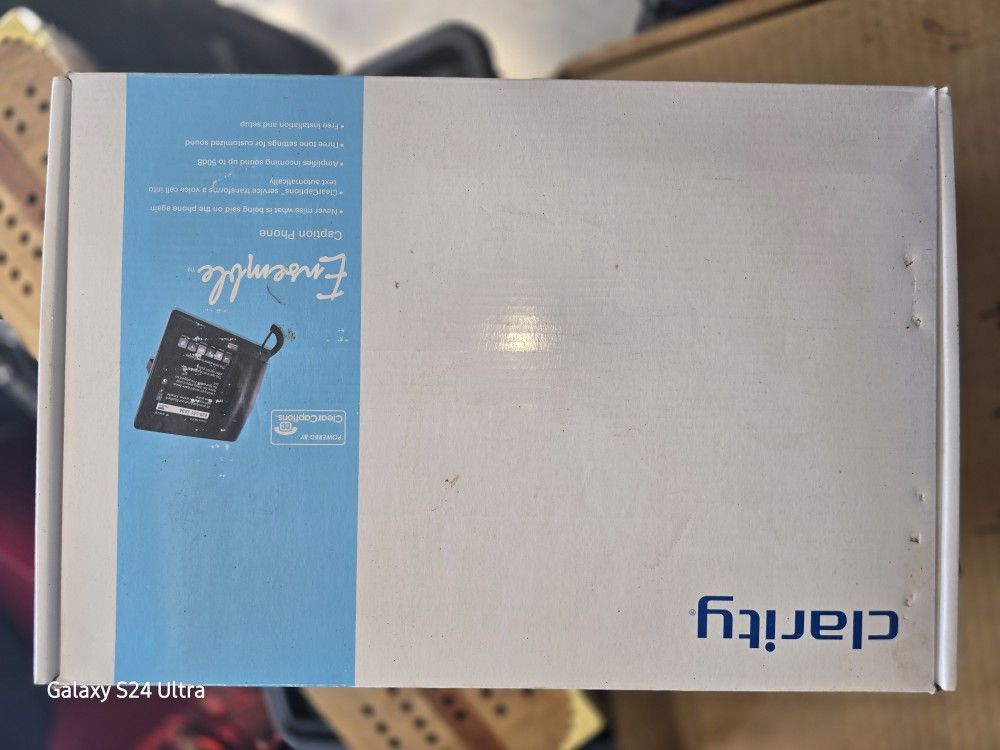 clarity®
POWERED BY
CC ClearCaptions
Ensemble™
Caption Phone
• Never miss what is being said on the phone again
• ClearCaptions™ service transforms a voice call into
text automatically
• Amplifies incoming sound up to 50dB
• Three tone settings for customized sound
• Free installation and setup
Galaxy S24 Ultra